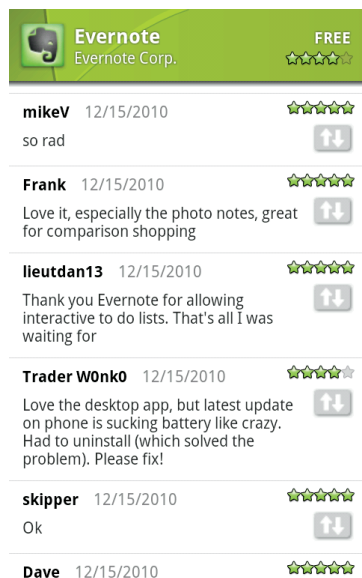 Evernote
FREE
Evernote Corp.
mikeV 12/15/2010
so rad
Frank 12/15/2010
Love it, especially the photo notes, great
for comparison shopping
lieutdan13 12/15/2010
Thank you Evernote for allowing
interactive to do lists. That's all I was
waiting for
Trader W0nk0 12/15/2010
Love the desktop app, but latest update
on phone is sucking battery like crazy.
Had to uninstall (which solved the
problem). Please fix!
skipper 12/15/2010
Ok
Dave 12/15/2010